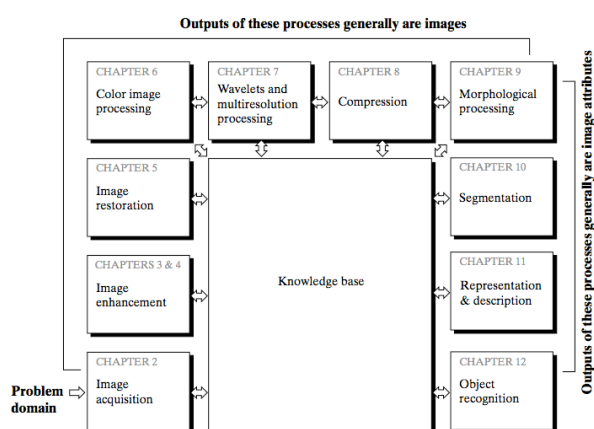 Outputs of these processes generally are images
CHAPTER 6
Color image
processing
CHAPTER 7
Wavelets and
multiresolution
processing
CHAPTER 8
Compression
CHAPTER 9
Morphological
processing
CHAPTER 5
Image
restoration
CHAPTER 10
Segmentation
CHAPTERS 3 & 4
Image
enhancement
Knowledge base
CHAPTER 11
Representation
& description
CHAPTER 2
Image
acquisition
CHAPTER 12
Object
recognition
Problem
domain
Outputs of these processes generally are image attributes